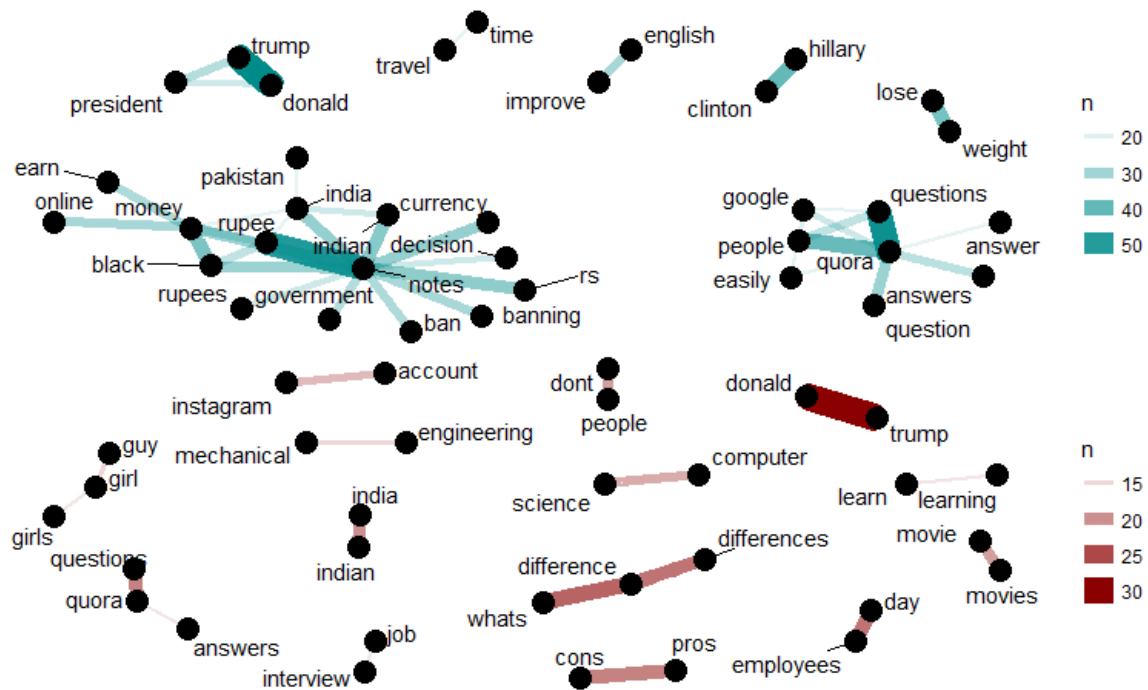 trump
time
travel
english
hillary
president
donald
improve
clinton
lose
n
20
weight
30
earn
pakistan
google
questions
40
online
money
rupee
india
currency
50
indian
decision
people
quora
answer
black
rupees
government
notes
rs
easily
answers
ban
banning
question
account
instagram
dont
donald
people
trump
mechanical
engineering
n
guy
computer
15
girl
science
learn
learning
20
india
girls
movie
25
questions
difference
differences
indian
30
quora
whats
movies
day
job
answers
pros
interview
cons
employees